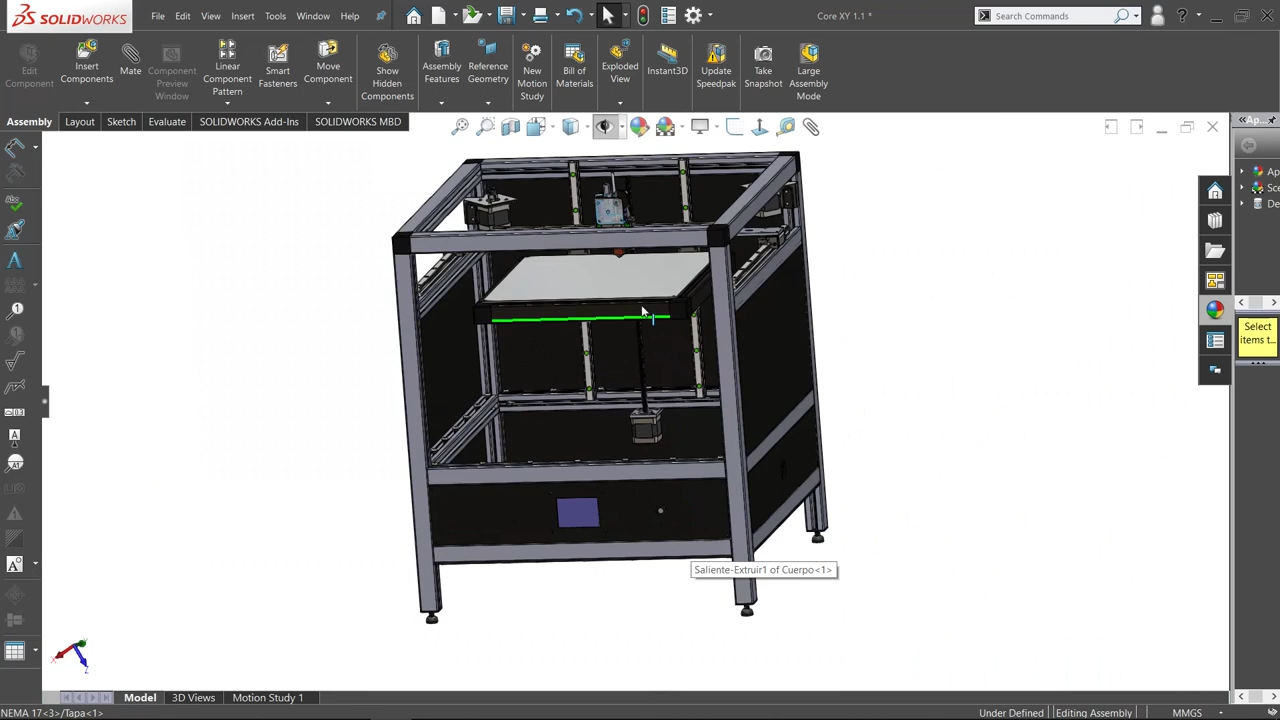 SOLIDWORKS
File Edit View Insert Tools Window Help
Core XY 1.1 *
Search Commands
?
Edit Component
Insert Components
Mate
Component Preview Window
Linear Component Pattern
Smart Fasteners
Move Component
Show Hidden Components
Assembly Features
Reference Geometry
New Motion Study
Bill of Materials
Exploded View
Instant3D
Update Speedpak
Take Snapshot
Large Assembly Mode
Assembly Layout Sketch Evaluate SOLIDWORKS Add-Ins SOLIDWORKS MBD
«Ap...
Ap
Sce
De
Select
items t...
Saliente-Extruir1 of Cuerpo<1>
Model 3D Views Motion Study 1
NEMA 17<3>/Tapa<1>
Under Defined Editing Assembly MMGS